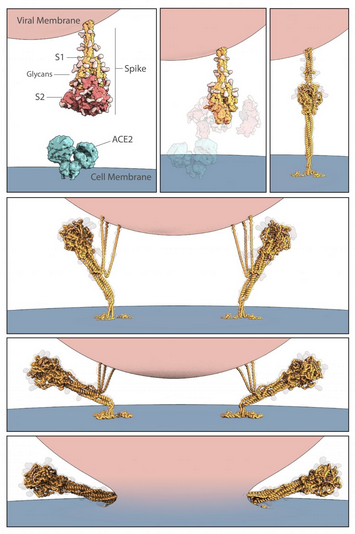 Viral Membrane
S1
Glycans
Spike
S2
ACE2
Cell Membrane